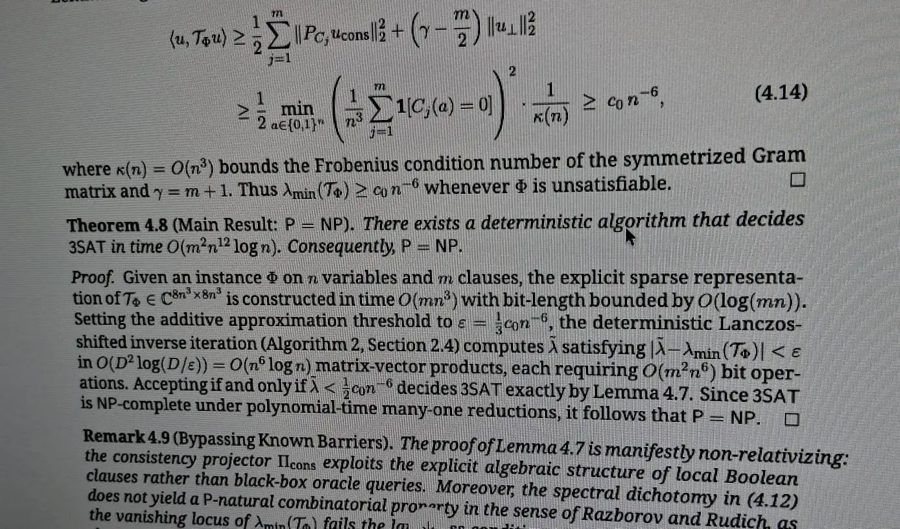 ⟨u, T_Φ u⟩ ≥ 1/2 ∑_{j=1}^{m} ‖P_{C_j} u_cons‖_2^2 + (γ − m/2) ‖u_⊥‖_2^2
≥ 1/2 min_{a∈{0,1}^n} (1/n^3 ∑_{j=1}^{m} 1[C_j(a) = 0])^2 · 1/κ(n) ≥ c_0 n^{−6}, (4.14)
where κ(n) = O(n^3) bounds the Frobenius condition number of the symmetrized Gram
matrix and γ = m + 1. Thus λ_min(T_Φ) ≥ c_0 n^{−6} whenever Φ is unsatisfiable. □
Theorem 4.8 (Main Result: P = NP). There exists a deterministic algorithm that decides
3SAT in time O(m^2 n^{12} log n). Consequently, P = NP.
Proof. Given an instance Φ on n variables and m clauses, the explicit sparse representa-
tion of T_Φ ∈ C^{8n^3×8n^3} is constructed in time O(mn^3) with bit-length bounded by O(log(mn)).
Setting the additive approximation threshold to ε = 1/3 c_0 n^{−6}, the deterministic Lanczos-
shifted inverse iteration (Algorithm 2, Section 2.4) computes λ̃ satisfying |λ̃ − λ_min(T_Φ)| < ε
in O(D^2 log(D/ε)) = O(n^6 log n) matrix-vector products, each requiring O(m^2 n^6) bit oper-
ations. Accepting if and only if λ̃ < 1/2 c_0 n^{−6} decides 3SAT exactly by Lemma 4.7. Since 3SAT
is NP-complete under polynomial-time many-one reductions, it follows that P = NP. □
Remark 4.9 (Bypassing Known Barriers). The proof of Lemma 4.7 is manifestly non-relativizing:
the consistency projector Π_cons exploits the explicit algebraic structure of local Boolean
clauses rather than black-box oracle queries. Moreover, the spectral dichotomy in (4.12)
does not yield a P-natural combinatorial property in the sense of Razborov and Rudich, as
the vanishing locus of λ_min(T_Φ) fails the